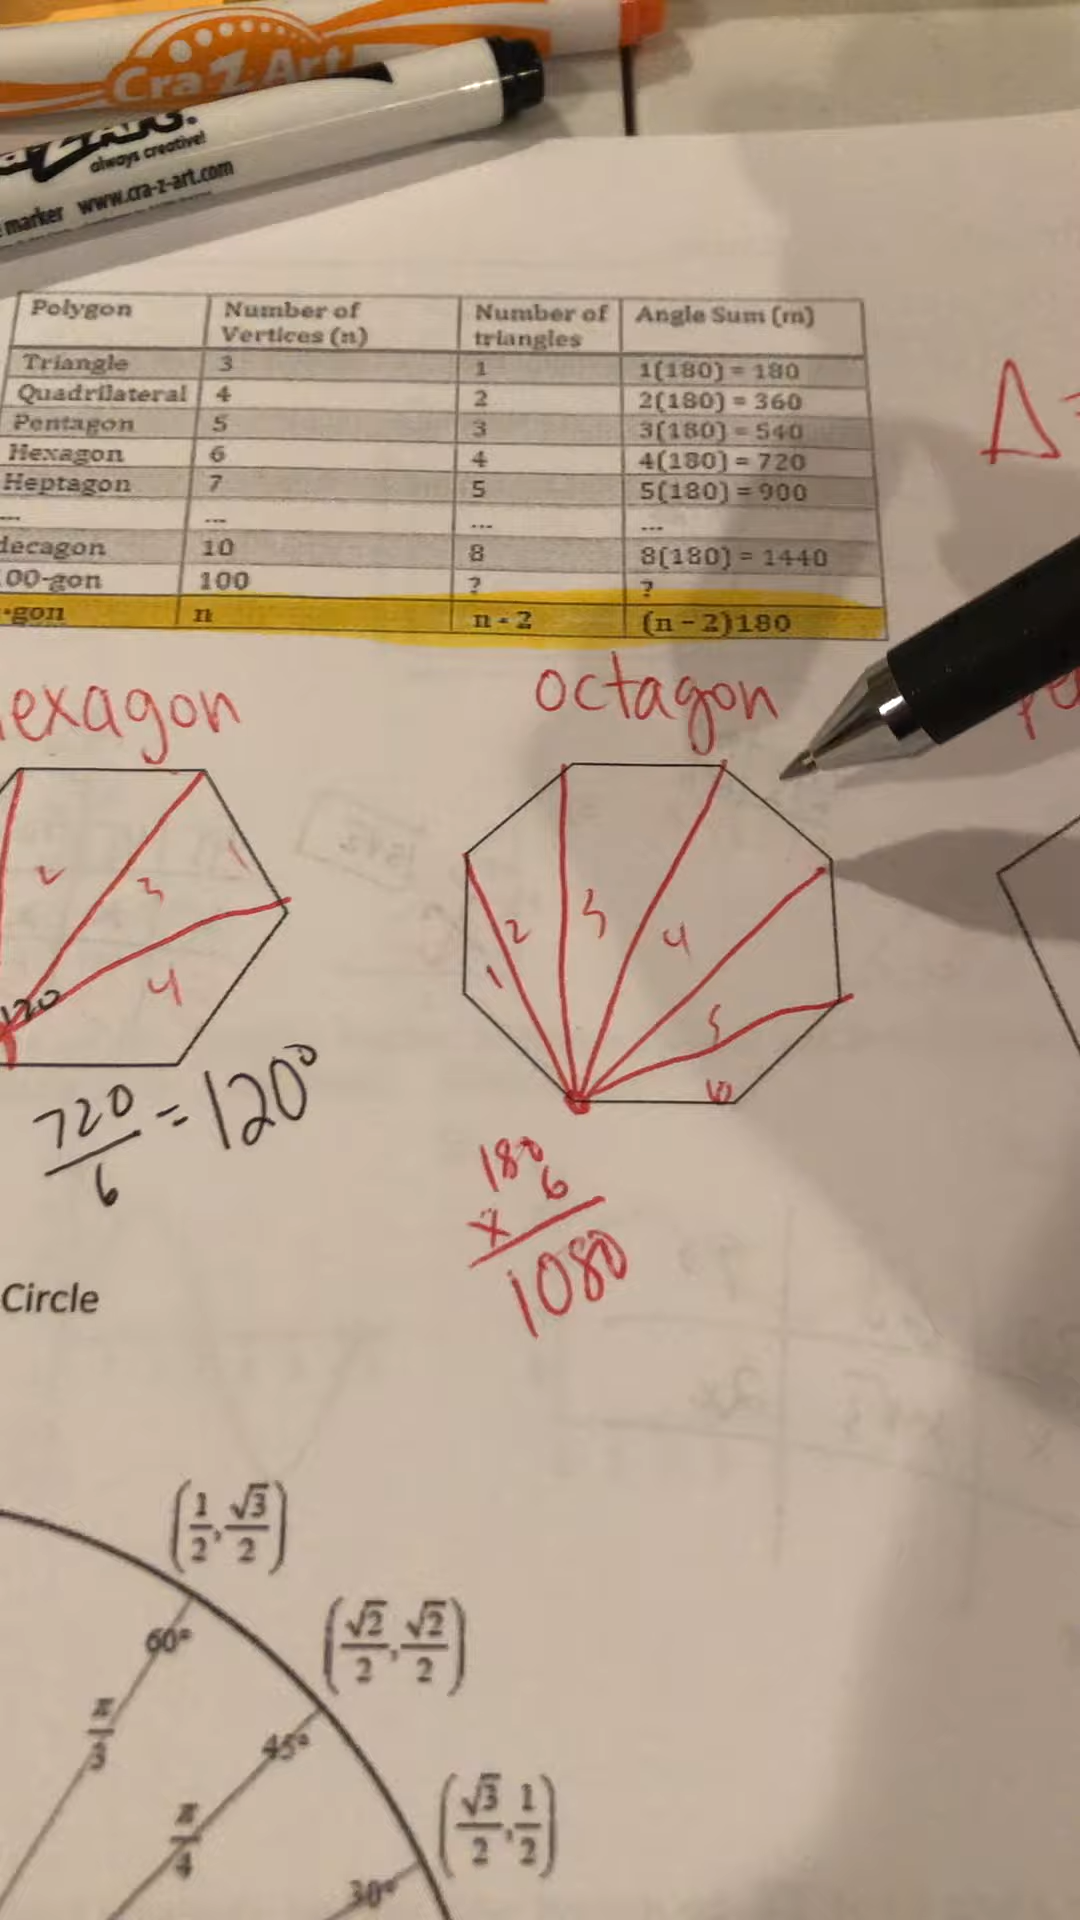 Cra-Z-Art
always creative!
marker www.cra-z-art.com
Polygon Number of Vertices (n) Number of triangles Angle Sum (m)
Triangle 3 1 1(180) = 180
Quadrilateral 4 2 2(180) = 360
Pentagon 5 3 3(180) = 540
Hexagon 6 4 4(180) = 720
Heptagon 7 5 5(180) = 900
... ... ... ...
decagon 10 8 8(180) = 1440
00-gon 100 ? ?
-gon n n - 2 (n - 2)180
exagon octagon
2 3 1 4
120
1 2 3 4 5 6
720/6 = 120°
180
x 6
1080
Circle
(1/2, √3/2)
60°
π/3
(√2/2, √2/2)
45°
π/4
(√3/2, 1/2)
30°